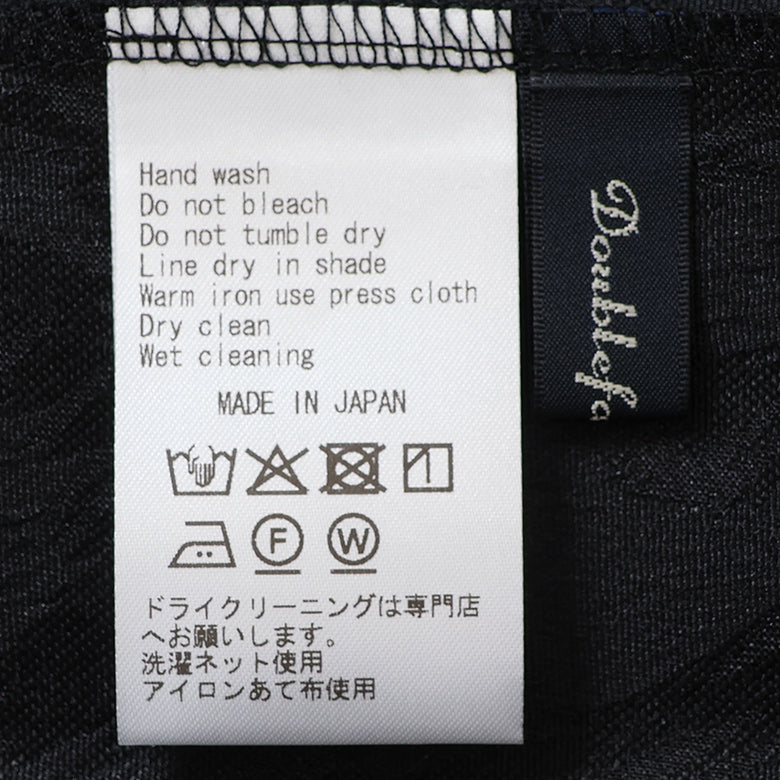 Hand wash
Do not bleach
Do not tumble dry
Line dry in shade
Warm iron use press cloth
Dry clean
Wet cleaning
MADE IN JAPAN
F
W
ドライクリーニングは専門店
へお願いします。
洗濯ネット使用
アイロンあて布使用
Doublefa